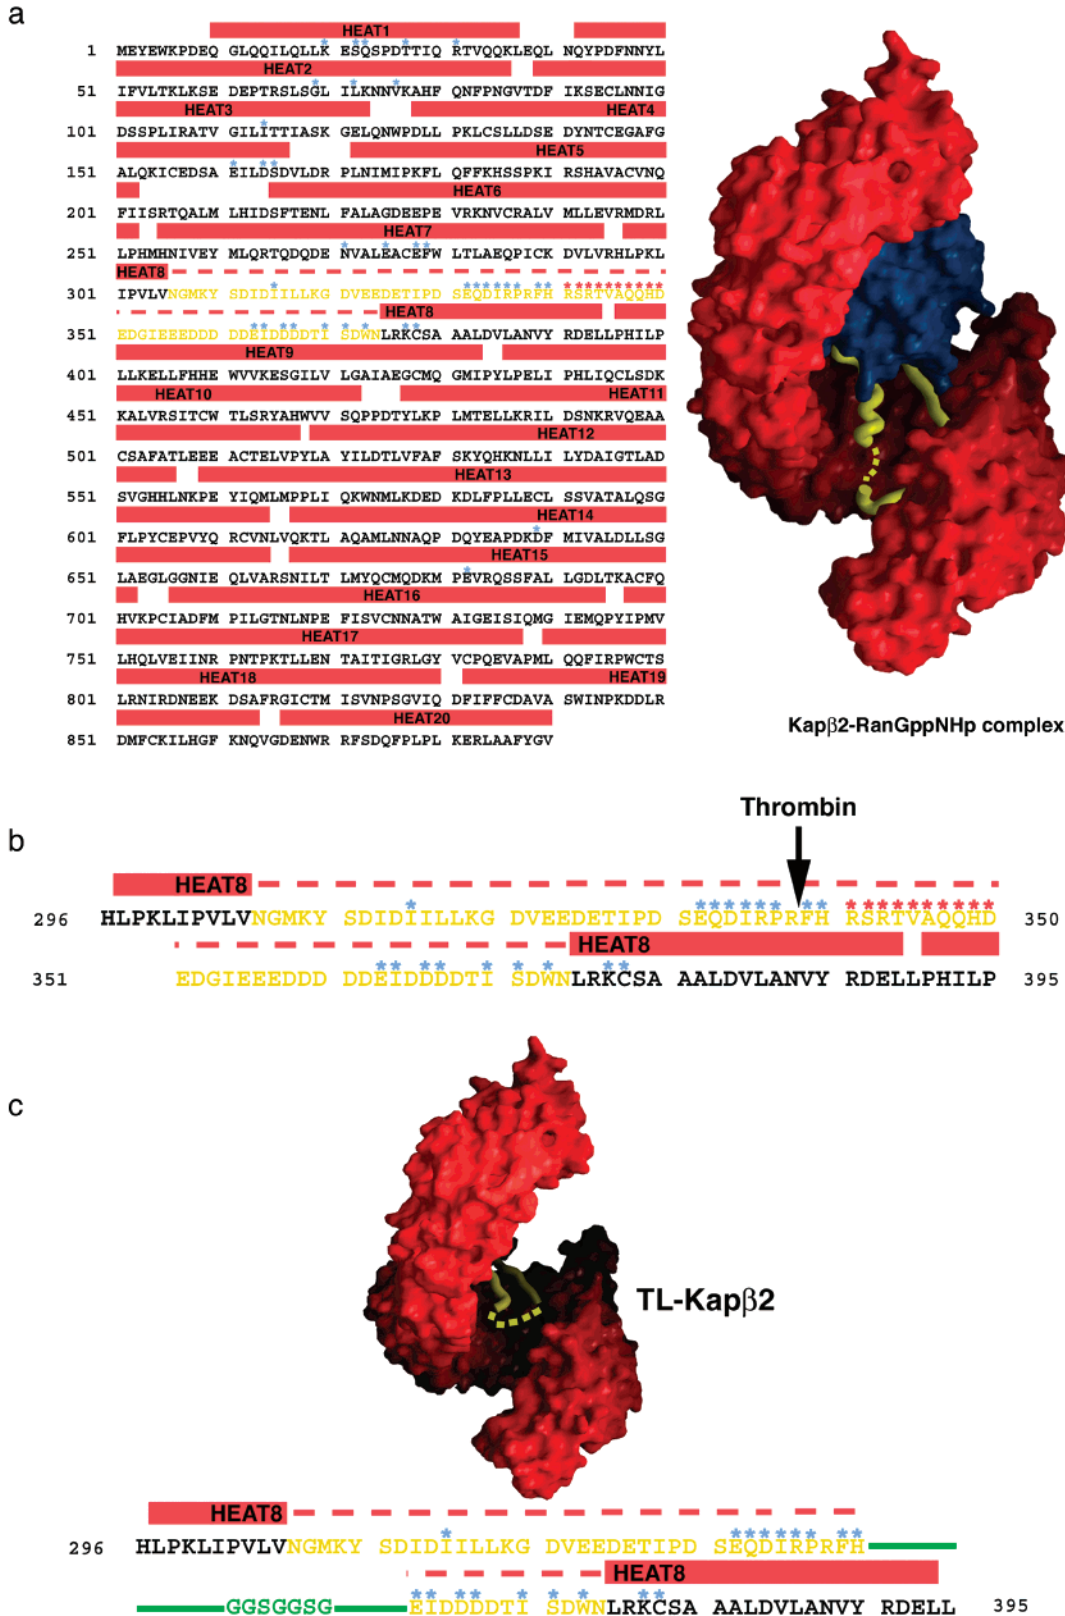 a
HEAT1
1 MEYEWKPDEQ GLQQILQLLK ESQSPDTTIQ RTVQQKLEQL NQYPDFNNYL
HEAT2
51 IFVLTKLKSE DEPTRSLSGL ILKNNVKAHF QNFPNGVTDF IKSECLNNIG
HEAT3 HEAT4
101 DSSPLIRATV GILITTIASK GELQNWPDLL PKLCSLLDSE DYNTCEGAFG
HEAT5
151 ALQKICEDSA EILDSDVLDR PLNIMIPKFL QFFKHSSPKI RSHAVACVNQ
HEAT6
201 FIISRTQALM LHIDSFTENL FALAGDEEPE VRKNVCRALV MLLEVRMDRL
HEAT7
251 LPHMHNIVEY MLQRTQDQDE NVALEACEFW LTLAEQPICK DVLVRHLPKL
HEAT8
301 IPVLVNGMKY SDIDIILLKG DVEEDETIPD SEQDIRPRFH RSRTVAQQHD
HEAT8
351 EDGIEEEDDD DDEIDDDDTI SDWNLRKCSA AALDVLANVY RDELLPHILP
HEAT9
401 LLKELLFHHE WVVKESGILV LGAIAEGCMQ GMIPYLPELI PHLIQCLSDK
HEAT10 HEAT11
451 KALVRSITCW TLSRYAHWVV SQPPDTYLKP LMTELLKRIL DSNKRVQEAA
HEAT12
501 CSAFATLEEE ACTELVPYLA YILDTLVFAF SKYQHKNLLI LYDAIGTLAD
HEAT13
551 SVGHHLNKPE YIQMLMPPLI QKWNMLKDED KDLFPLLECL SSVATALQSG
HEAT14
601 FLPYCEPVYQ RCVNLVQKTL AQAMLNNAQP DQYEAPDKDF MIVALDLLSG
HEAT15
651 LAEGLGGNIE QLVARSNILT LMYQCMQDKM PEVRQSSFAL LGDLTKACFQ
HEAT16
701 HVKPCIADFM PILGTNLNPE FISVCNNATW AIGEISIQMG IEMQPYIPMV
HEAT17
751 LHQLVEIINR PNTPKTLLEN TAITIGRLGY VCPQEVAPML QQFIRPWCTS
HEAT18 HEAT19
801 LRNIRDNEEK DSAFRGICTM ISVNPSGVIQ DFIFFCDAVA SWINPKDDLR
HEAT20
851 DMFCKILHGF KNQVGDENWR RFSDQFPLPL KERLAAFYGV
Kapβ2-RanGppNHp complex
b
Thrombin
HEAT8
296 HLPKLIPVLVNGMKY SDIDIILLKG DVEEDETIPD SEQDIRPRFH RSRTVAQQHD 350
HEAT8
351 EDGIEEEDDD DDEIDDDDTI SDWNLRKCSA AALDVLANVY RDELLPHILP 395
c
TL-Kapβ2
HEAT8
296 HLPKLIPVLVNGMKY SDIDIILLKG DVEEDETIPD SEQDIRPRFH
HEAT8
GGSGGSG EIDDDDTI SDWNLRKCSA AALDVLANVY RDELL 395